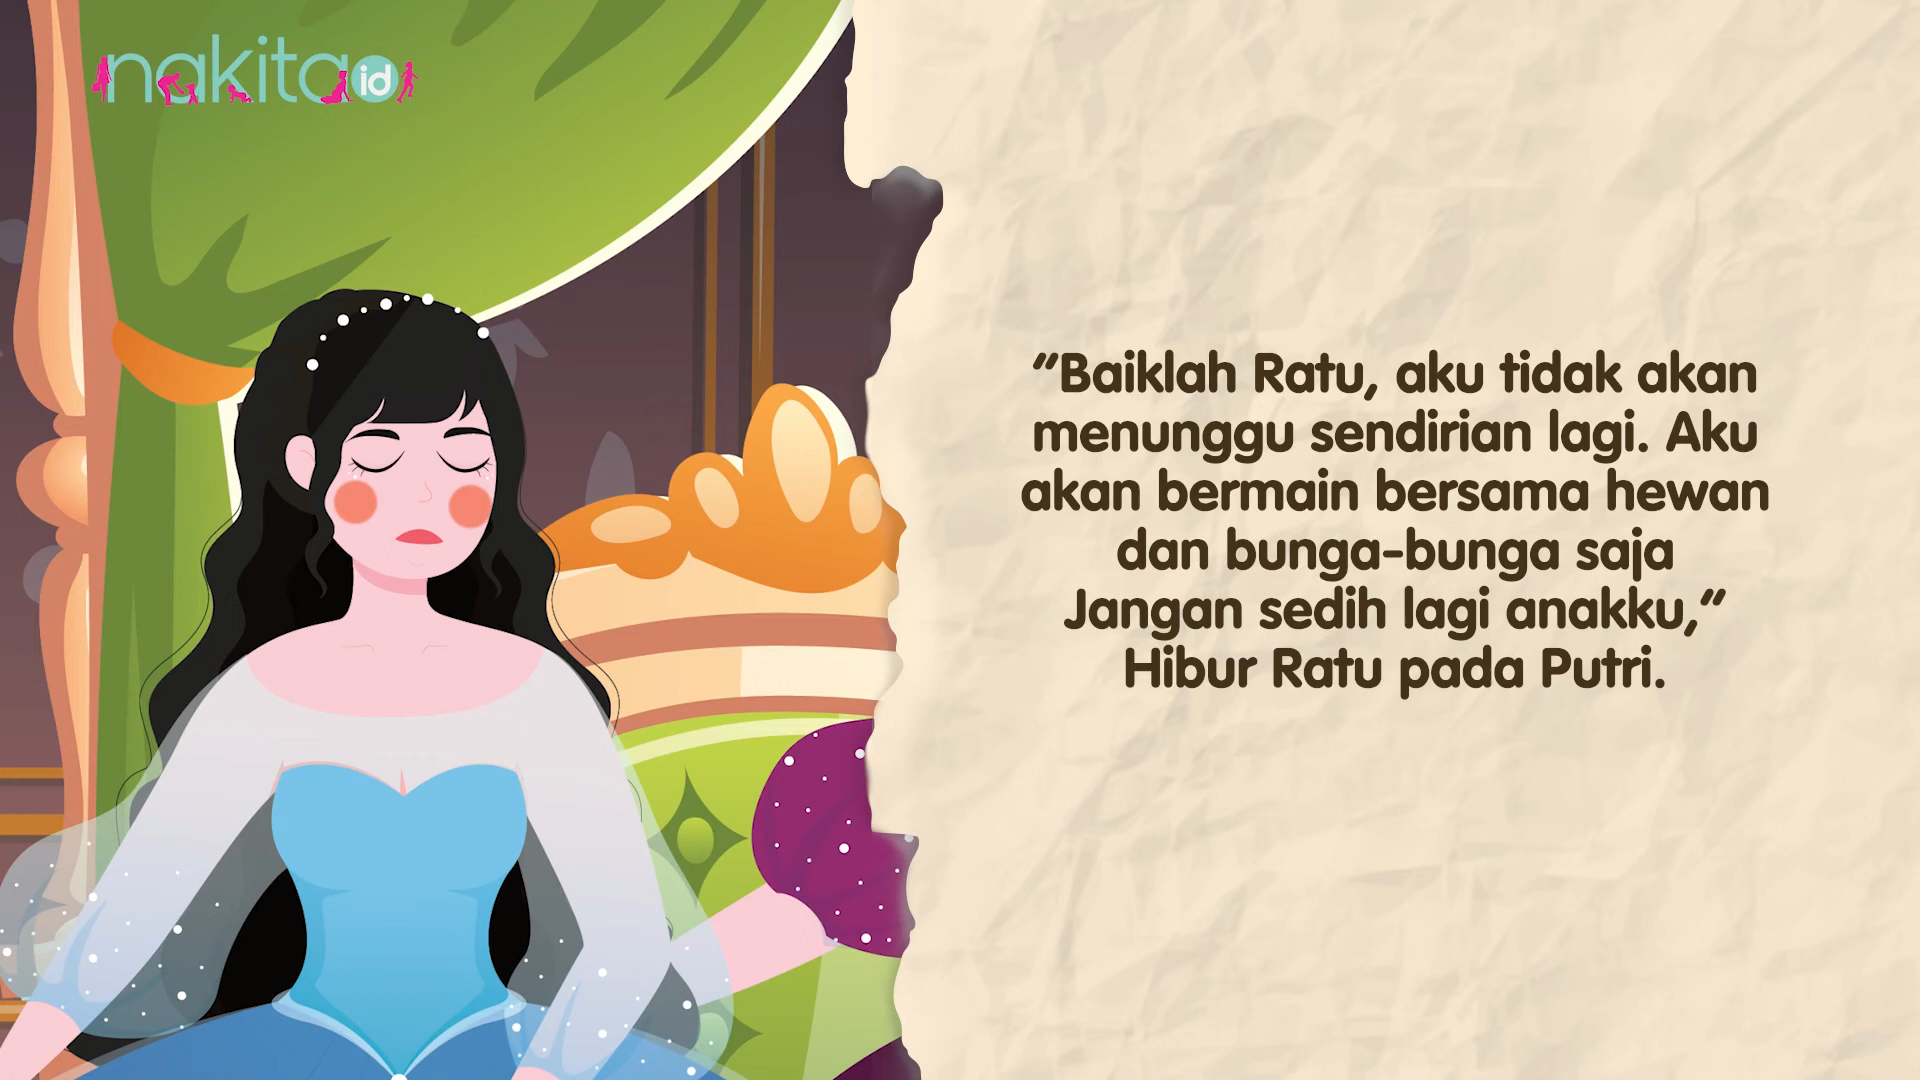 nakita id
“Baiklah Ratu, aku tidak akan
menunggu sendirian lagi. Aku
akan bermain bersama hewan
dan bunga-bunga saja
Jangan sedih lagi anakku,“
Hibur Ratu pada Putri.